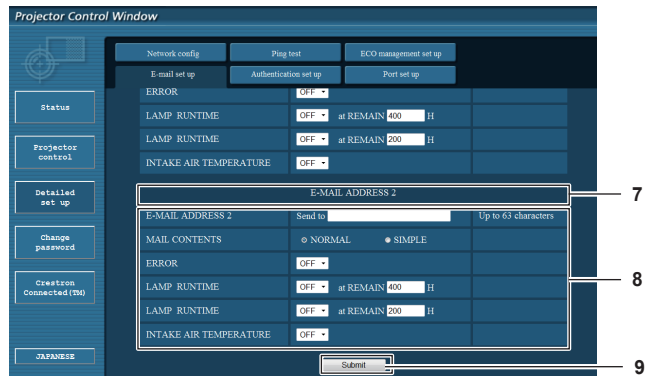 Projector Control Window
Network config Ping test ECO management set up
E-mail set up Authentication set up Port set up
Status
Projector control
Detailed set up
Change password
Crestron Connected(TM)
JAPANESE
ERROR OFF
LAMP RUNTIME OFF at REMAIN 400 H
LAMP RUNTIME OFF at REMAIN 200 H
INTAKE AIR TEMPERATURE OFF
E-MAIL ADDRESS 2
7
E-MAIL ADDRESS 2 Send to Up to 63 characters
MAIL CONTENTS NORMAL SIMPLE
ERROR OFF
LAMP RUNTIME OFF at REMAIN 400 H
LAMP RUNTIME OFF at REMAIN 200 H
INTAKE AIR TEMPERATURE OFF
8
Submit
9